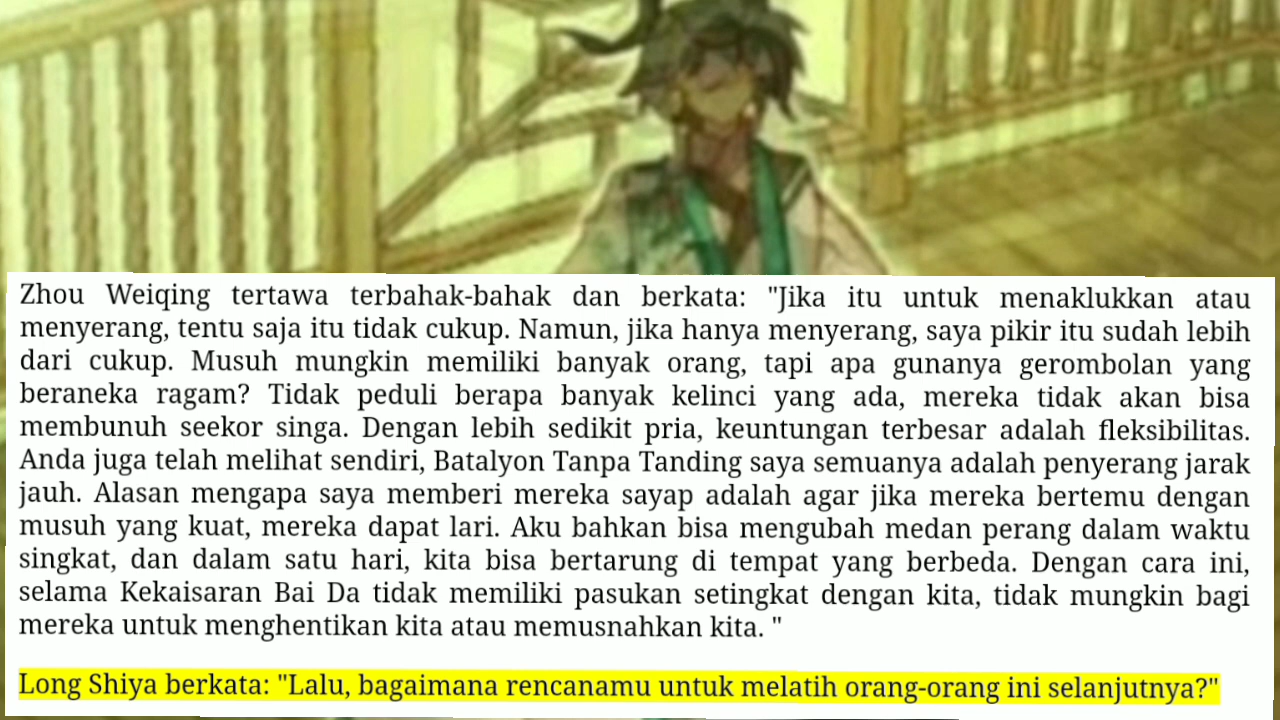 Zhou Weiqing tertawa terbahak-bahak dan berkata: "Jika itu untuk menaklukkan atau
menyerang, tentu saja itu tidak cukup. Namun, jika hanya menyerang, saya pikir itu sudah lebih
dari cukup. Musuh mungkin memiliki banyak orang, tapi apa gunanya gerombolan yang
beraneka ragam? Tidak peduli berapa banyak kelinci yang ada, mereka tidak akan bisa
membunuh seekor singa. Dengan lebih sedikit pria, keuntungan terbesar adalah fleksibilitas.
Anda juga telah melihat sendiri, Batalyon Tanpa Tanding saya semuanya adalah penyerang jarak
jauh. Alasan mengapa saya memberi mereka sayap adalah agar jika mereka bertemu dengan
musuh yang kuat, mereka dapat lari. Aku bahkan bisa mengubah medan perang dalam waktu
singkat, dan dalam satu hari, kita bisa bertarung di tempat yang berbeda. Dengan cara ini,
selama Kekaisaran Bai Da tidak memiliki pasukan setingkat dengan kita, tidak mungkin bagi
mereka untuk menghentikan kita atau memusnahkan kita. "
Long Shiya berkata: "Lalu, bagaimana rencanamu untuk melatih orang-orang ini selanjutnya?"